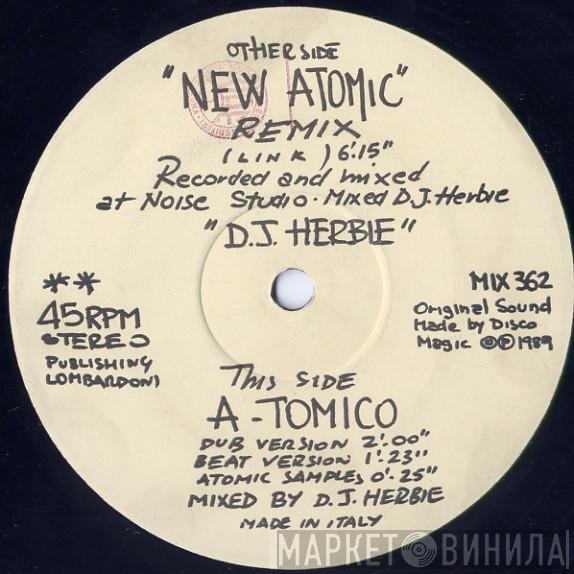 OTHER SIDE
"NEW ATOMIC"
REMIX
(LINK) 6'.15"
Recorded and mixed
at Noise Studio. Mixed D.J. Herbie
"D.J. HERBIE"
**
45RPM
STEREO
PUBLISHING
LOMBARDONI
MIX 362
Original Sound
Made by Disco
Magic ©℗ 1989
This SIDE
A-TOMICO
DUB VERSION 2'.00"
BEAT VERSION 1'.23"
ATOMIC SAMPLES 0'.25"
MIXED BY D.J. HERBIE
MADE IN ITALY
МАРКЕТ ВИНИЛА